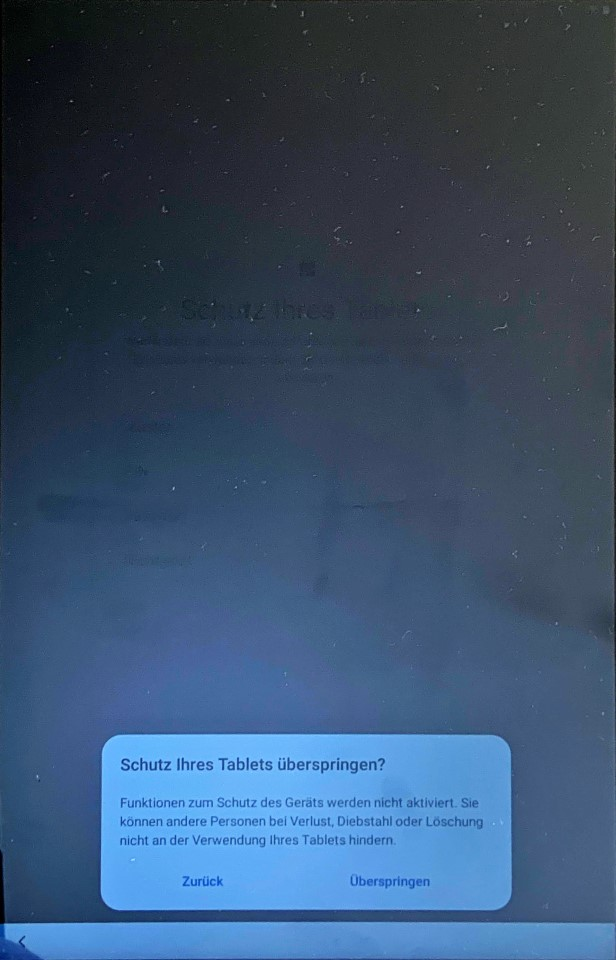 Schutz Ihres Tablets
Schutz Ihres Tablets überspringen?
Funktionen zum Schutz des Geräts werden nicht aktiviert. Sie
können andere Personen bei Verlust, Diebstahl oder Löschung
nicht an der Verwendung Ihres Tablets hindern.
Zurück Überspringen